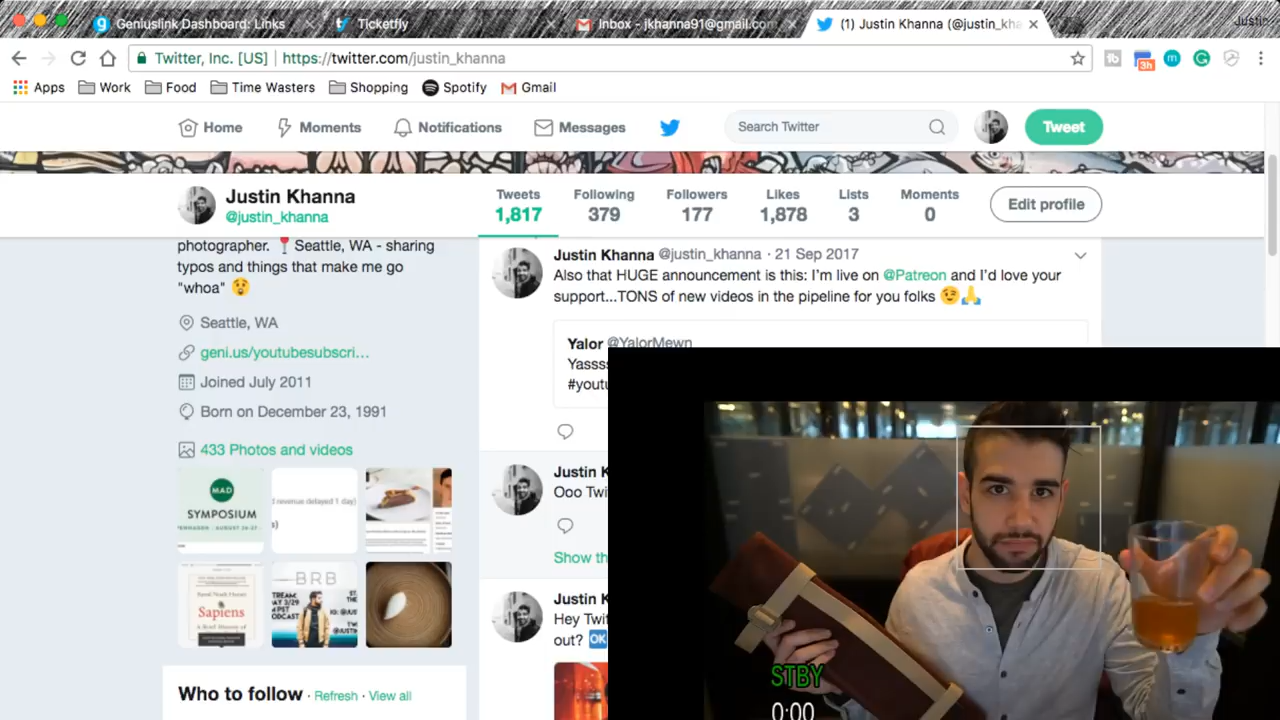 Geniuslink Dashboard: Links
Ticketfly
Inbox - jkhanna91@gmail.com
(1) Justin Khanna (@justin_kha
Justin
Twitter, Inc. [US]
https://twitter.com/justin_khanna
3h
Apps
Work
Food
Time Wasters
Shopping
Spotify
Gmail
Home
Moments
Notifications
Messages
Search Twitter
Tweet
Justin Khanna
@justin_khanna
Tweets
1,817
Following
379
Followers
177
Likes
1,878
Lists
3
Moments
0
Edit profile
photographer. 📍Seattle, WA - sharing
typos and things that make me go
"whoa" 😲
Seattle, WA
geni.us/youtubesubscri...
Joined July 2011
Born on December 23, 1991
433 Photos and videos
MAD
SYMPOSIUM
revenue delayed 1 day)
BRB
Sapiens
Who to follow · Refresh · View all
Justin Khanna @justin_khanna · 21 Sep 2017
Also that HUGE announcement is this: I'm live on @Patreon and I'd love your
support...TONS of new videos in the pipeline for you folks 😉🙏
Yalor @YalorMewn
Yassss
#youtu
Justin K
Ooo Twi
Show th
Justin K
Hey Twi
out? 🆗
STBY
0:00